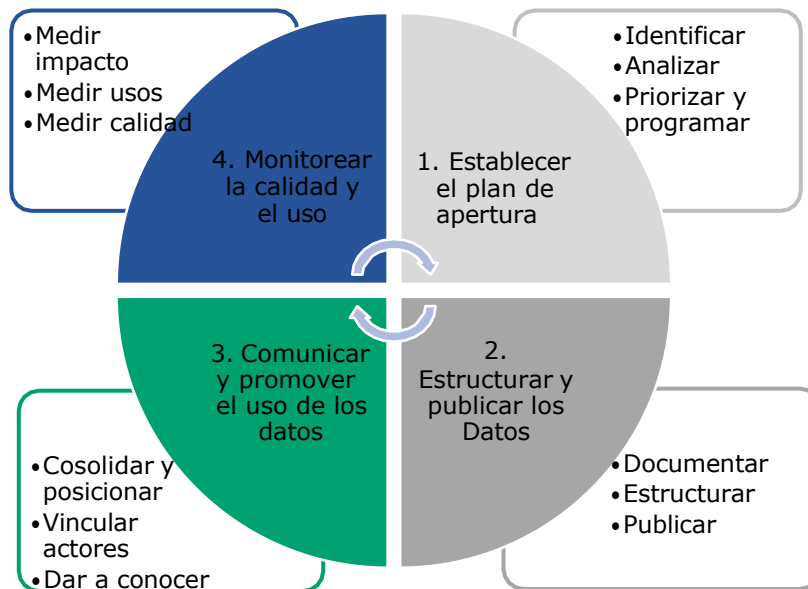 •Medir
impacto
•Medir usos
•Medir calidad
•Identificar
•Analizar
•Priorizar y
programar
4. Monitorear
la calidad y
el uso
1. Establecer
el plan de
apertura
3. Comunicar
y promover
el uso de los
datos
2.
Estructurar y
publicar los
Datos
•Cosolidar y
posicionar
•Vincular
actores
•Dar a conocer
•Documentar
•Estructurar
•Publicar